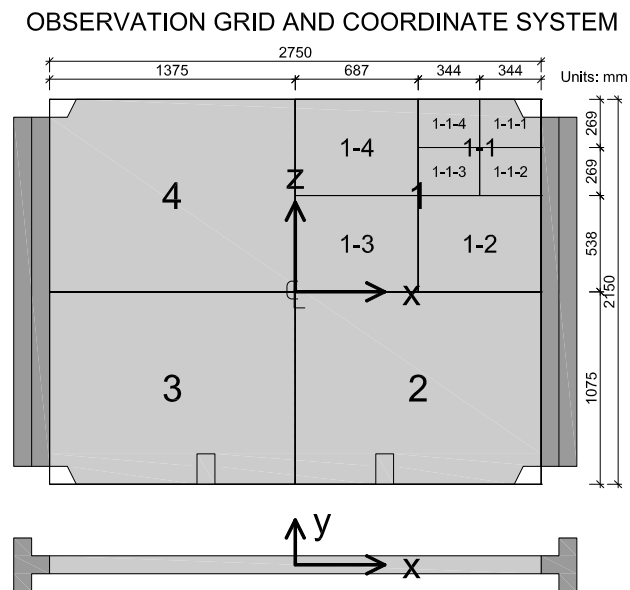 OBSERVATION GRID AND COORDINATE SYSTEM
2750
1375 687 344 344 Units: mm
1-1-4 1-1-1
269
1-4 1-1
1-1-3 1-1-2
269
4 z 1
1-3 1-2
538
CL x
2150
3 2
1075
y
x